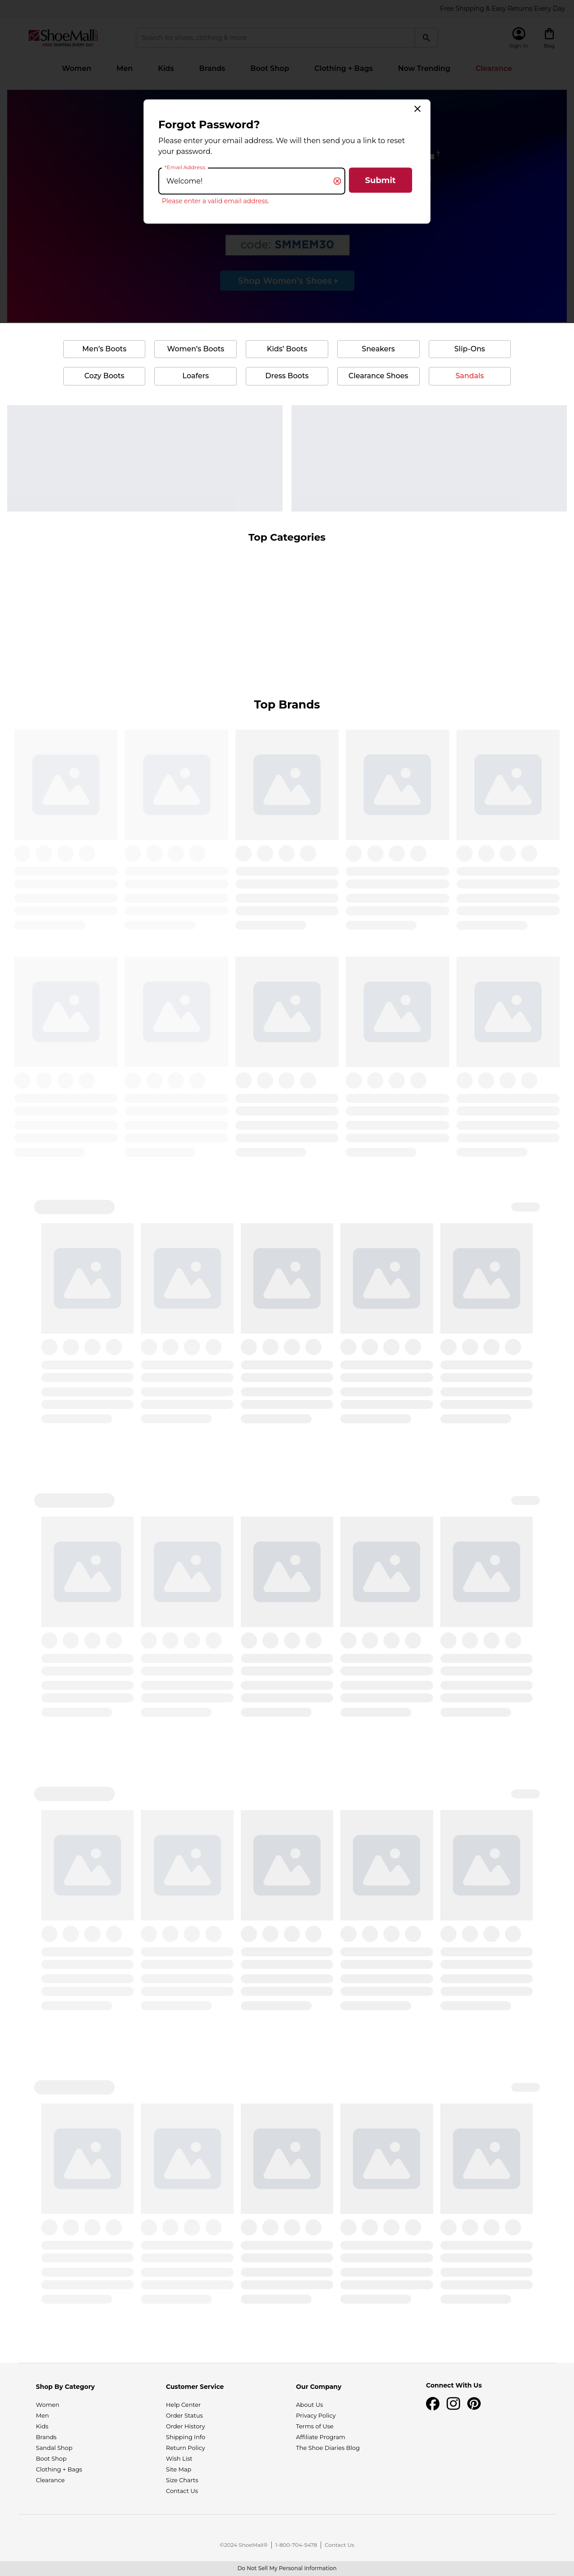 Free Shipping & Easy Returns Every Day
ShoeMall
FREE SHIPPING EVERY DAY
Search for shoes, clothing & more
Sign In
Bag
Women
Men
Kids
Brands
Boot Shop
Clothing + Bags
Now Trending
Clearance
Forgot Password?
Please enter your email address. We will then send you a link to reset
your password.
*Email Address
Welcome!
Submit
Please enter a valid email address.
code: SMMEM30
Shop Women's Shoes
Men's Boots
Women's Boots
Kids' Boots
Sneakers
Slip-Ons
Cozy Boots
Loafers
Dress Boots
Clearance Shoes
Sandals
Top Categories
Top Brands
Shop By Category
Women
Men
Kids
Brands
Sandal Shop
Boot Shop
Clothing + Bags
Clearance
Customer Service
Help Center
Order Status
Order History
Shipping Info
Return Policy
Wish List
Site Map
Size Charts
Contact Us
Our Company
About Us
Privacy Policy
Terms of Use
Affiliate Program
The Shoe Diaries Blog
Connect With Us
©2024 ShoeMall® | 1-800-704-5478 | Contact Us
Do Not Sell My Personal Information